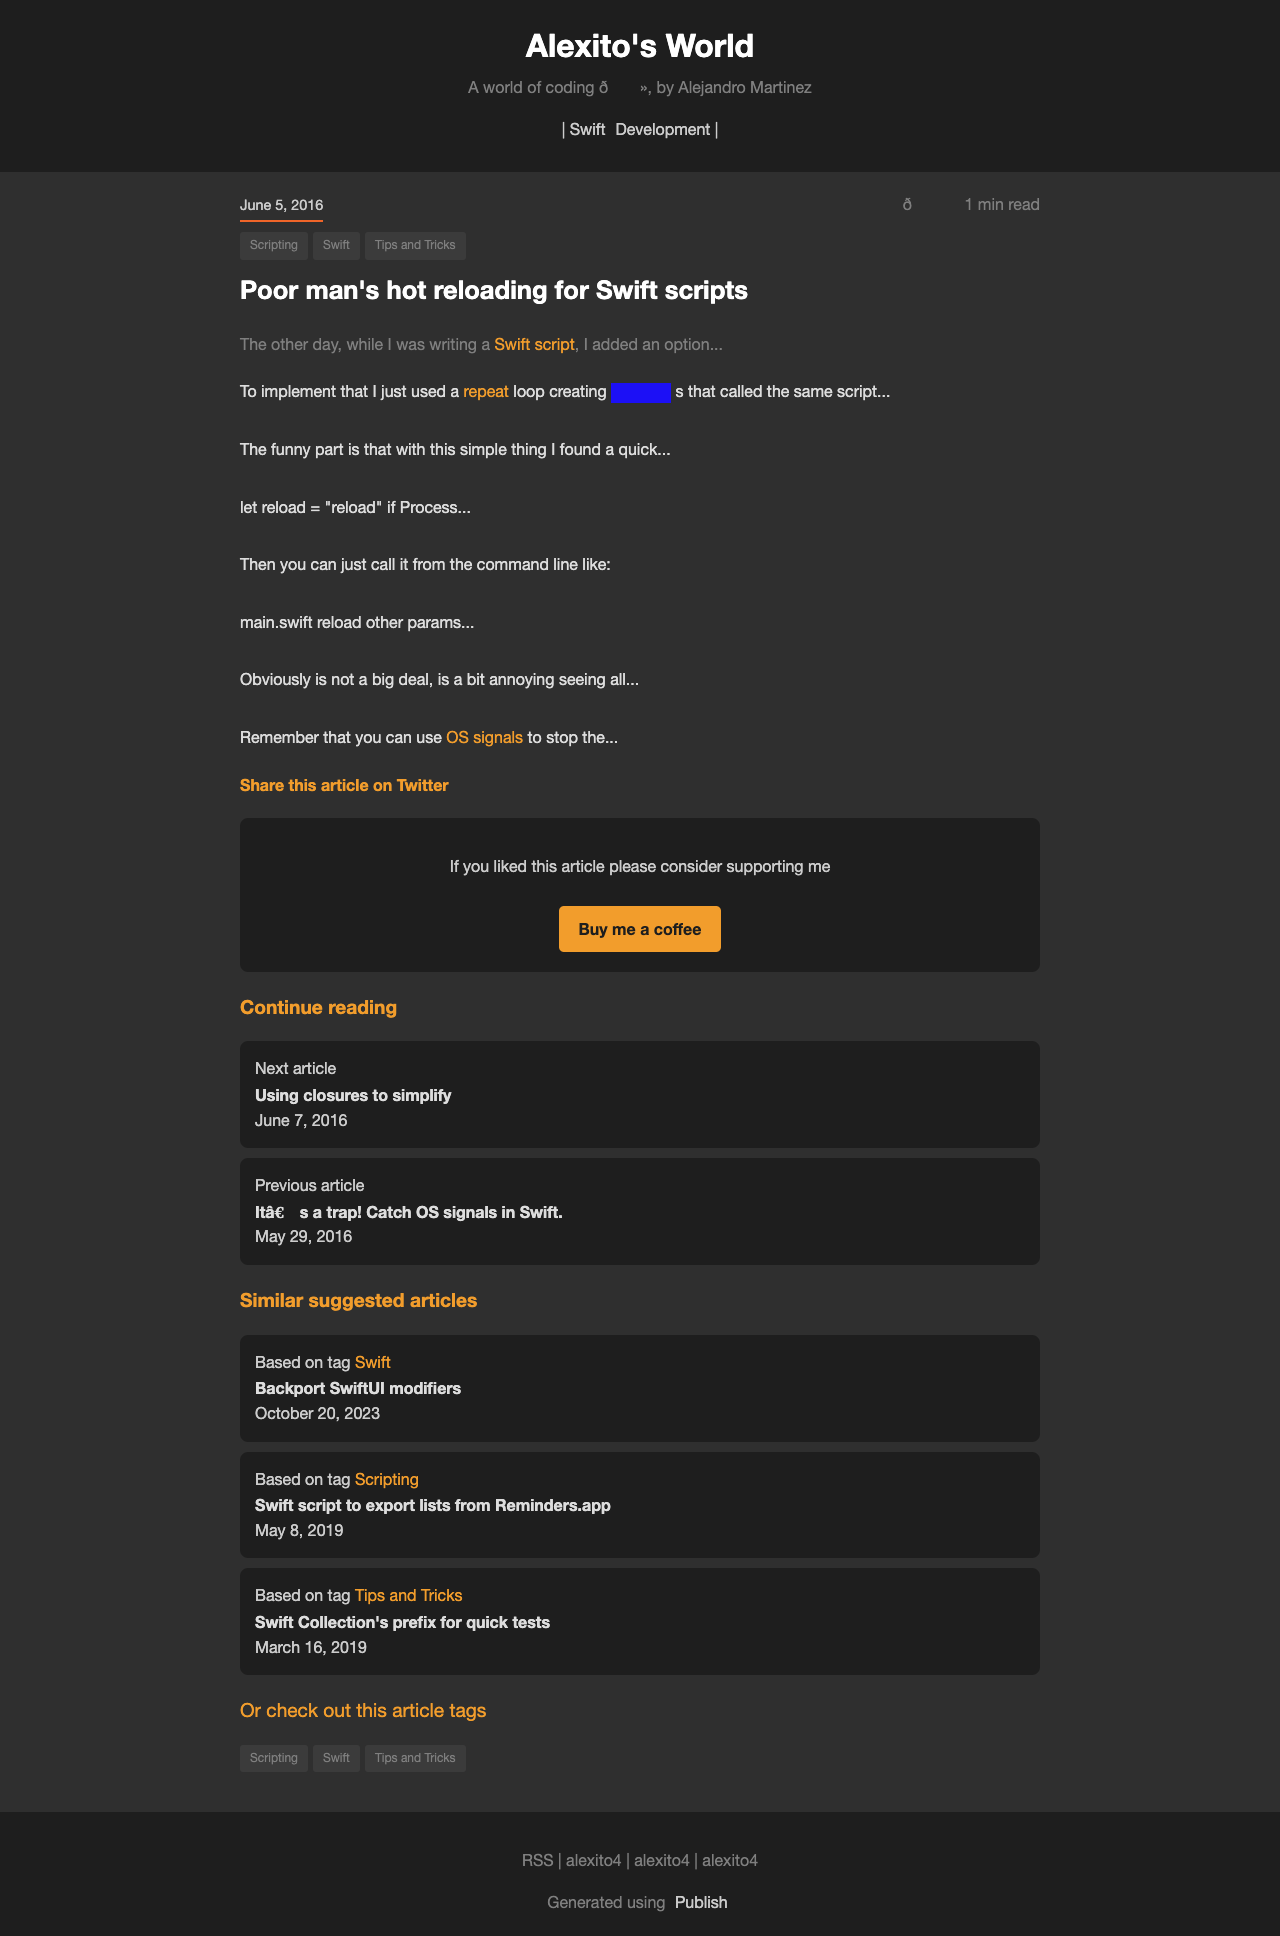 Alexito's World
A world of coding ð », by Alejandro Martinez
| Swift Development |
June 5, 2016
ð 1 min read
Scripting Swift Tips and Tricks
Poor man's hot reloading for Swift scripts
The other day, while I was writing a Swift script, I added an option...
To implement that I just used a repeat loop creating s that called the same script...
The funny part is that with this simple thing I found a quick...
let reload = "reload" if Process...
Then you can just call it from the command line like:
main.swift reload other params...
Obviously is not a big deal, is a bit annoying seeing all...
Remember that you can use OS signals to stop the...
Share this article on Twitter
If you liked this article please consider supporting me
Buy me a coffee
Continue reading
Next article
Using closures to simplify
June 7, 2016
Previous article
Itâ€ s a trap! Catch OS signals in Swift.
May 29, 2016
Similar suggested articles
Based on tag Swift
Backport SwiftUI modifiers
October 20, 2023
Based on tag Scripting
Swift script to export lists from Reminders.app
May 8, 2019
Based on tag Tips and Tricks
Swift Collection's prefix for quick tests
March 16, 2019
Or check out this article tags
Scripting Swift Tips and Tricks
RSS | alexito4 | alexito4 | alexito4
Generated using Publish